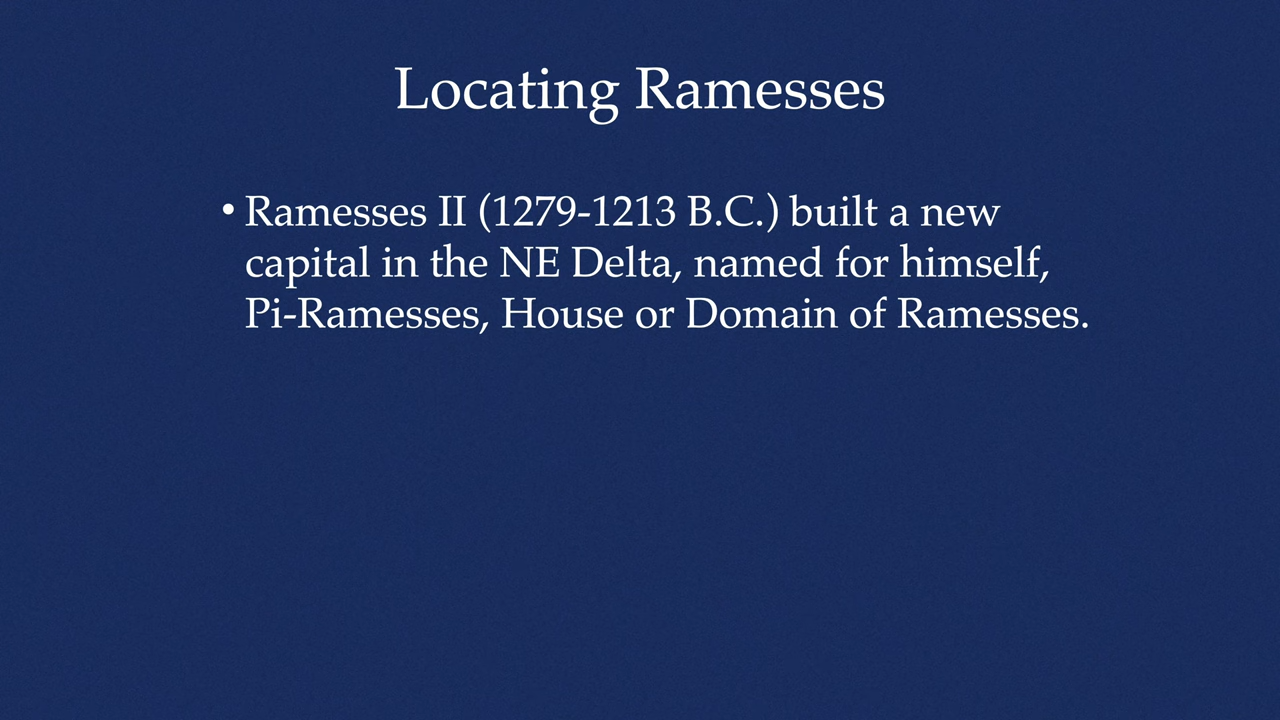 Locating Ramesses
• Ramesses II (1279-1213 B.C.) built a new
capital in the NE Delta, named for himself,
Pi-Ramesses, House or Domain of Ramesses.